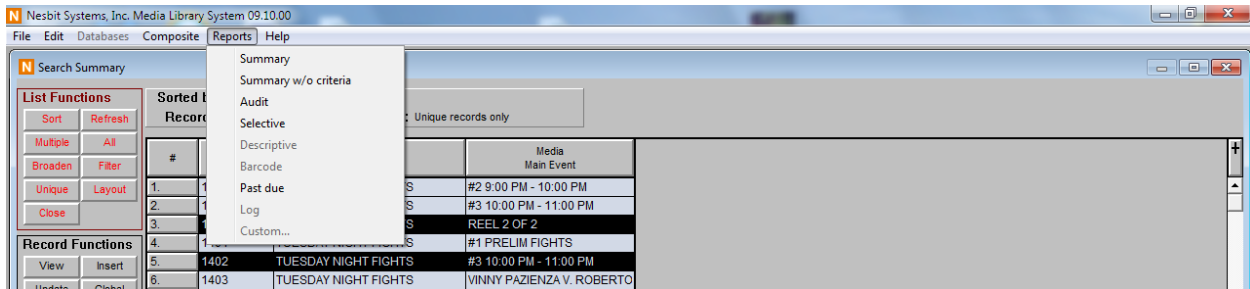 N Nesbit Systems, Inc. Media Library System 09.10.00
File Edit Databases Composite Reports Help
N Search Summary
Summary
Summary w/o criteria
Audit
Selective
Descriptive
Barcode
Past due
Log
Custom...
List Functions
Sort Refresh
Multiple All
Broaden Filter
Unique Layout
Close
Record Functions
View Insert
Update Global
Sorted
: Unique records only
# Media
Main Event
1. #2 9:00 PM - 10:00 PM
2. #3 10:00 PM - 11:00 PM
3. REEL 2 OF 2
4. #1 PRELIM FIGHTS
5. 1402 TUESDAY NIGHT FIGHTS #3 10:00 PM - 11:00 PM
6. 1403 TUESDAY NIGHT FIGHTS VINNY PAZIENZA V. ROBERTO